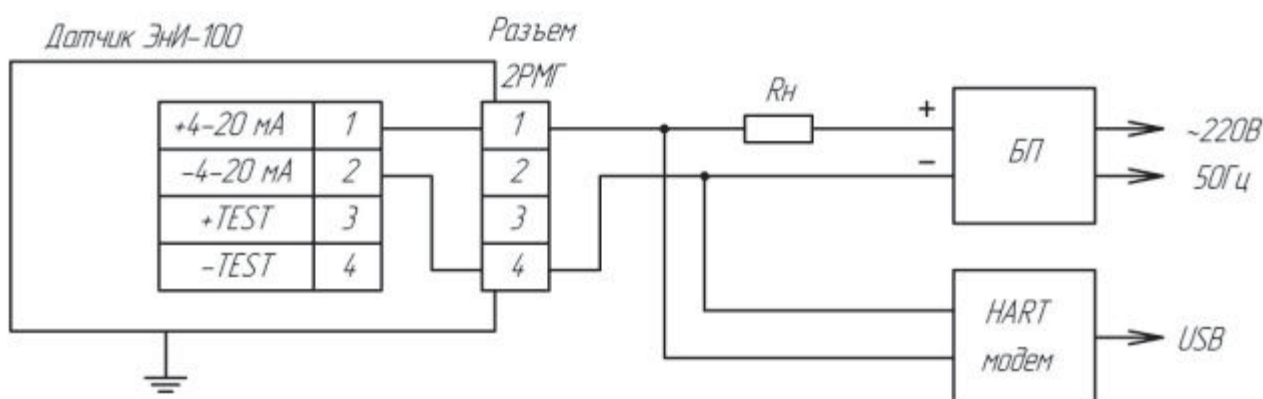 Датчик ЭнИ-100
Разъем
2РМГ
+4-20 мА 1
-4-20 мА 2
+TEST 3
-TEST 4
1
2
3
4
Rн
+
−
БП
~220В
50Гц
HART
модем
USB